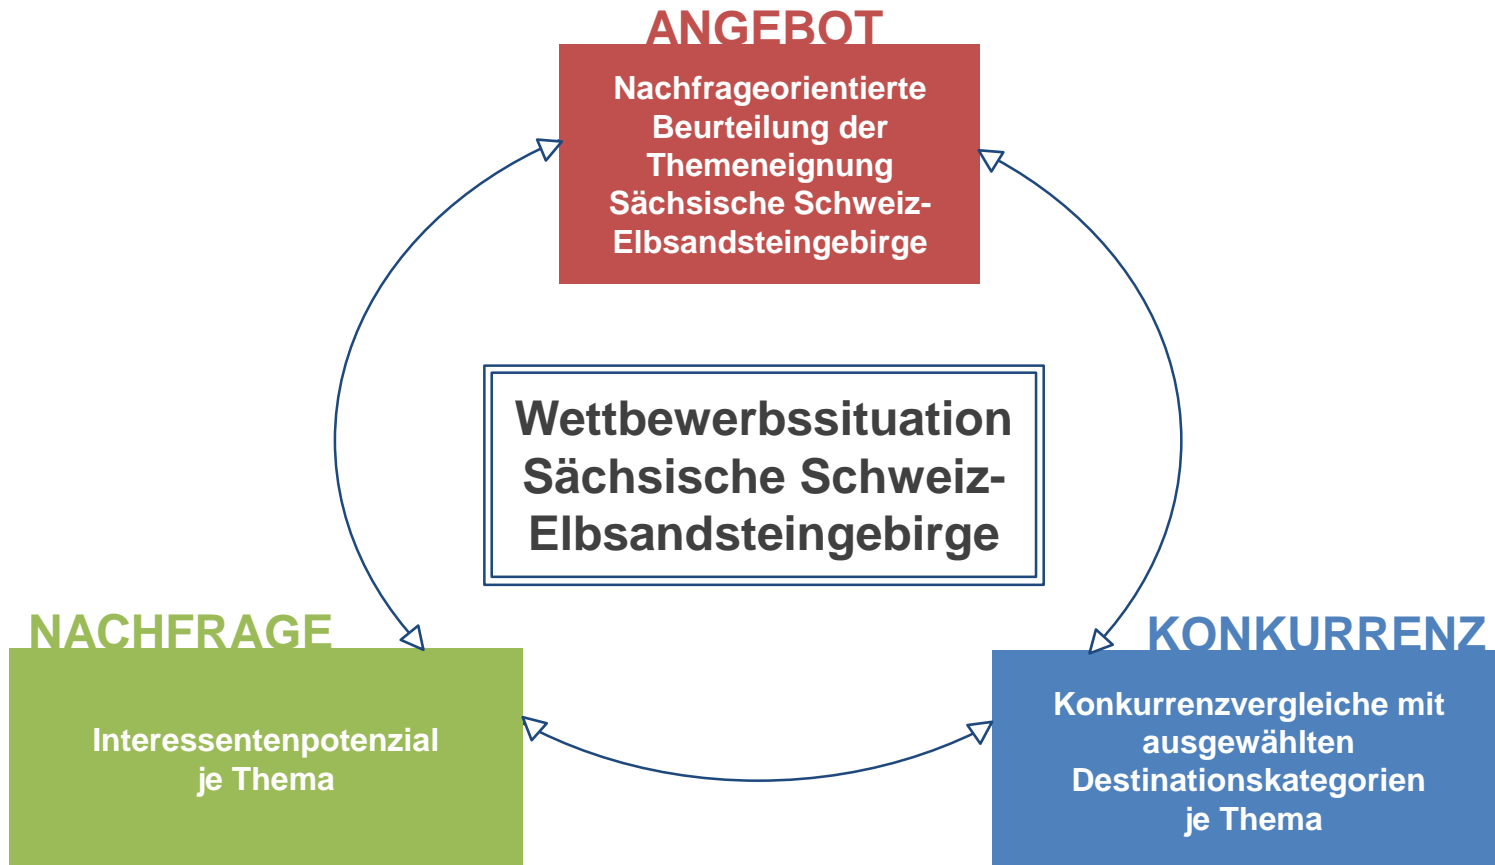 ANGEBOT
Nachfrageorientierte
Beurteilung der
Themeneignung
Sächsische Schweiz-
Elbsandsteingebirge
Wettbewerbssituation
Sächsische Schweiz-
Elbsandsteingebirge
NACHFRAGE
Interessentenpotenzial
je Thema
KONKURRENZ
Konkurrenzvergleiche mit
ausgewählten
Destinationskategorien
je Thema